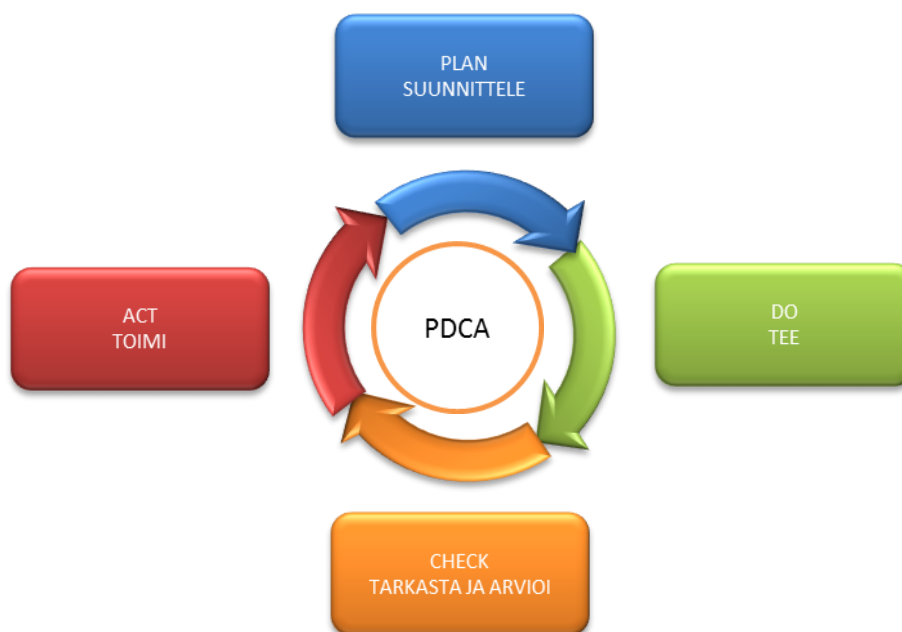 PLAN
SUUNNITTELE
ACT
TOIMI
PDCA
DO
TEE
CHECK
TARKASTA JA ARVIOI